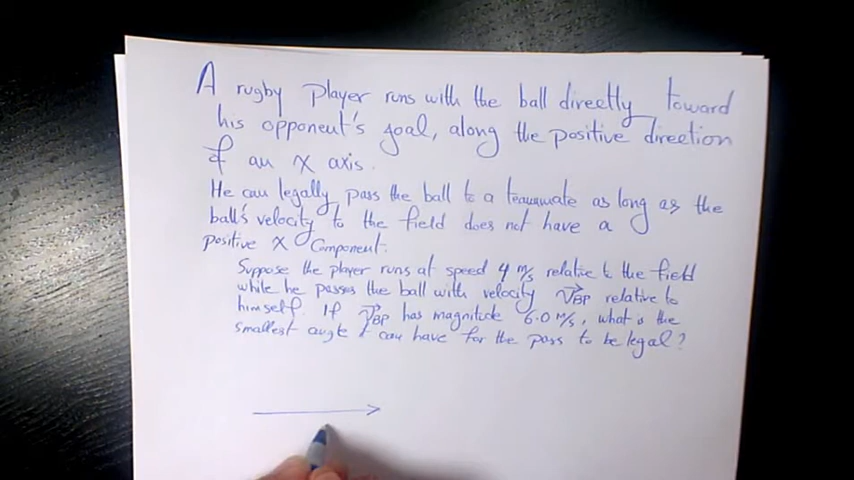 A rugby player runs with the ball directly toward
his opponent's goal, along the positive direction
of an x axis.
He can legally pass the ball to a teammate as long as the
ball's velocity to the field does not have a
positive x component.
Suppose the player runs at speed 4 m/s relative to the field
while he passes the ball with velocity V⃗BP relative to
himself. If V⃗BP has magnitude 6.0 m/s, what is the
smallest angle it can have for the pass to be legal?